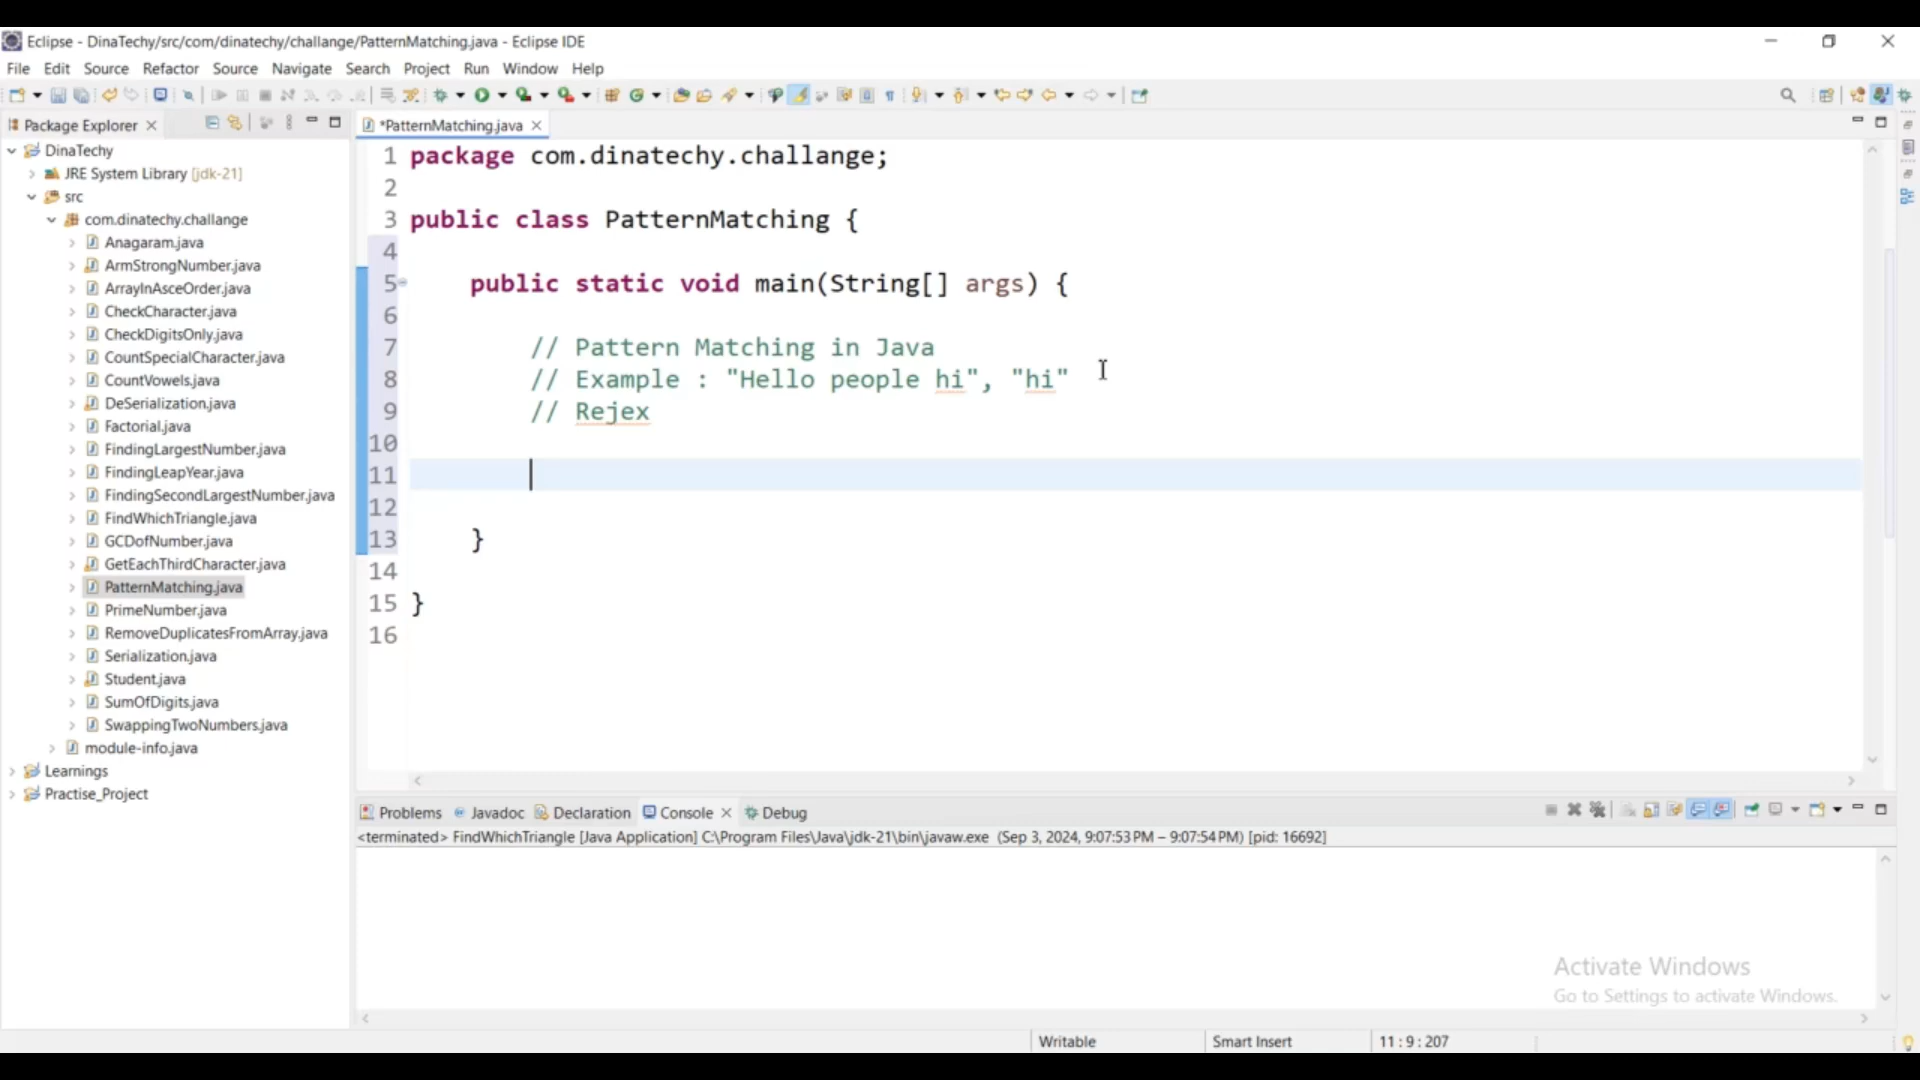 Eclipse - DinaTechy/src/com/dinatechy/challange/PatternMatching.java - Eclipse IDE
File Edit Source Refactor Source Navigate Search Project Run Window Help
Package Explorer
DinaTechy
JRE System Library [jdk-21]
src
com.dinatechy.challange
Anagaram.java
ArmStrongNumber.java
ArrayInAsceOrder.java
CheckCharacter.java
CheckDigitsOnly.java
CountSpecialCharacter.java
CountVowels.java
DeSerialization.java
Factorial.java
FindingLargestNumber.java
FindingLeapYear.java
FindingSecondLargestNumber.java
FindWhichTriangle.java
GCDofNumber.java
GetEachThirdCharacter.java
PatternMatching.java
PrimeNumber.java
RemoveDuplicatesFromArray.java
Serialization.java
Student.java
SumOfDigits.java
SwappingTwoNumbers.java
module-info.java
Learnings
Practise_Project
*PatternMatching.java
1 package com.dinatechy.challange;
2
3 public class PatternMatching {
4
5 public static void main(String[] args) {
6
7 // Pattern Matching in Java
8 // Example : "Hello people hi", "hi"
9 // Rejex
10
11
12
13 }
14
15 }
16
Problems Javadoc Declaration Console Debug
<terminated> FindWhichTriangle [Java Application] C:\Program Files\Java\jdk-21\bin\javaw.exe (Sep 3, 2024, 9:07:53 PM – 9:07:54 PM) [pid: 16692]
Activate Windows
Go to Settings to activate Windows.
Writable Smart Insert 11 : 9 : 207